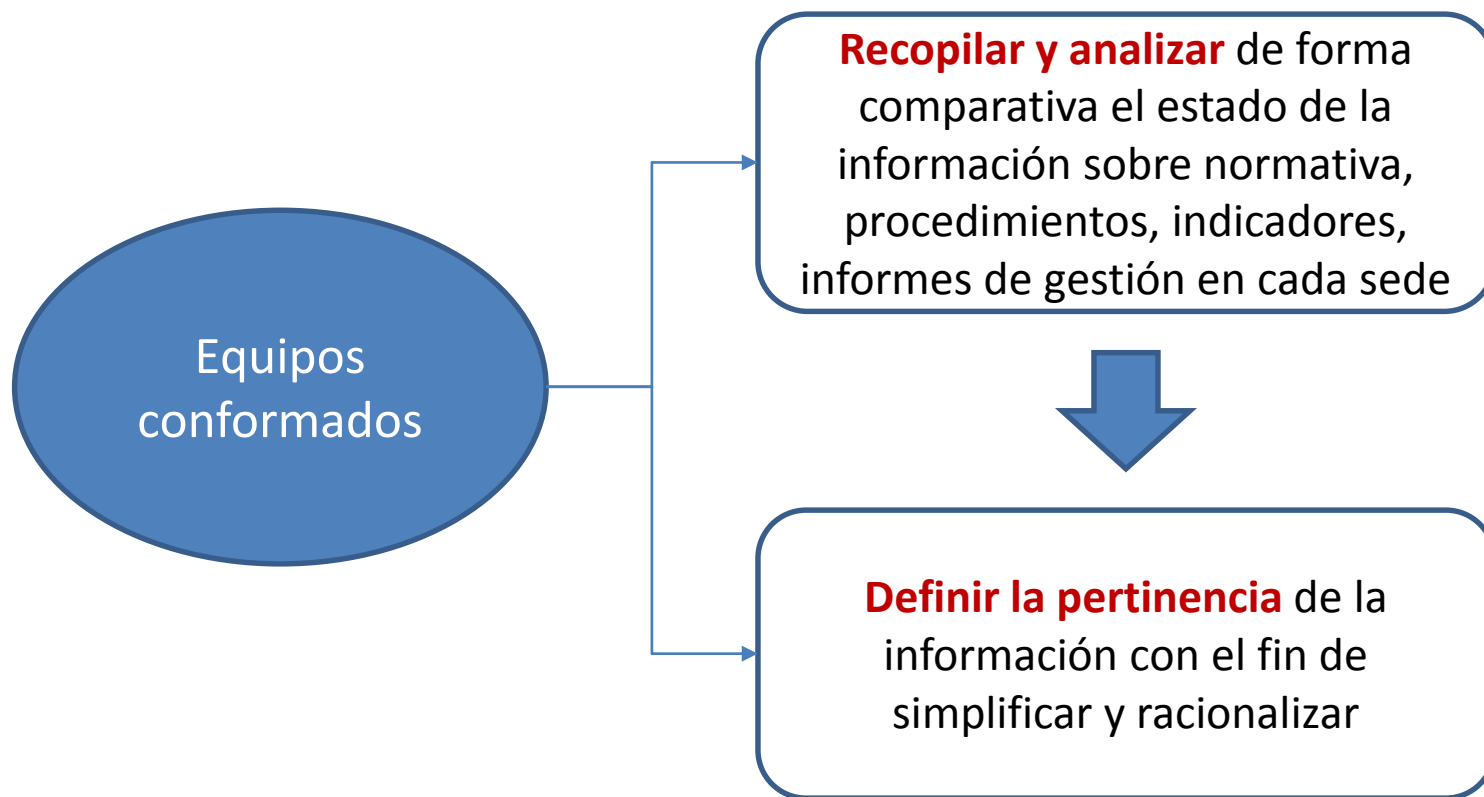 Recopilar y analizar de forma
comparativa el estado de la
información sobre normativa,
procedimientos, indicadores,
informes de gestión en cada sede
Equipos
conformados
Definir la pertinencia de la
información con el fin de
simplificar y racionalizar